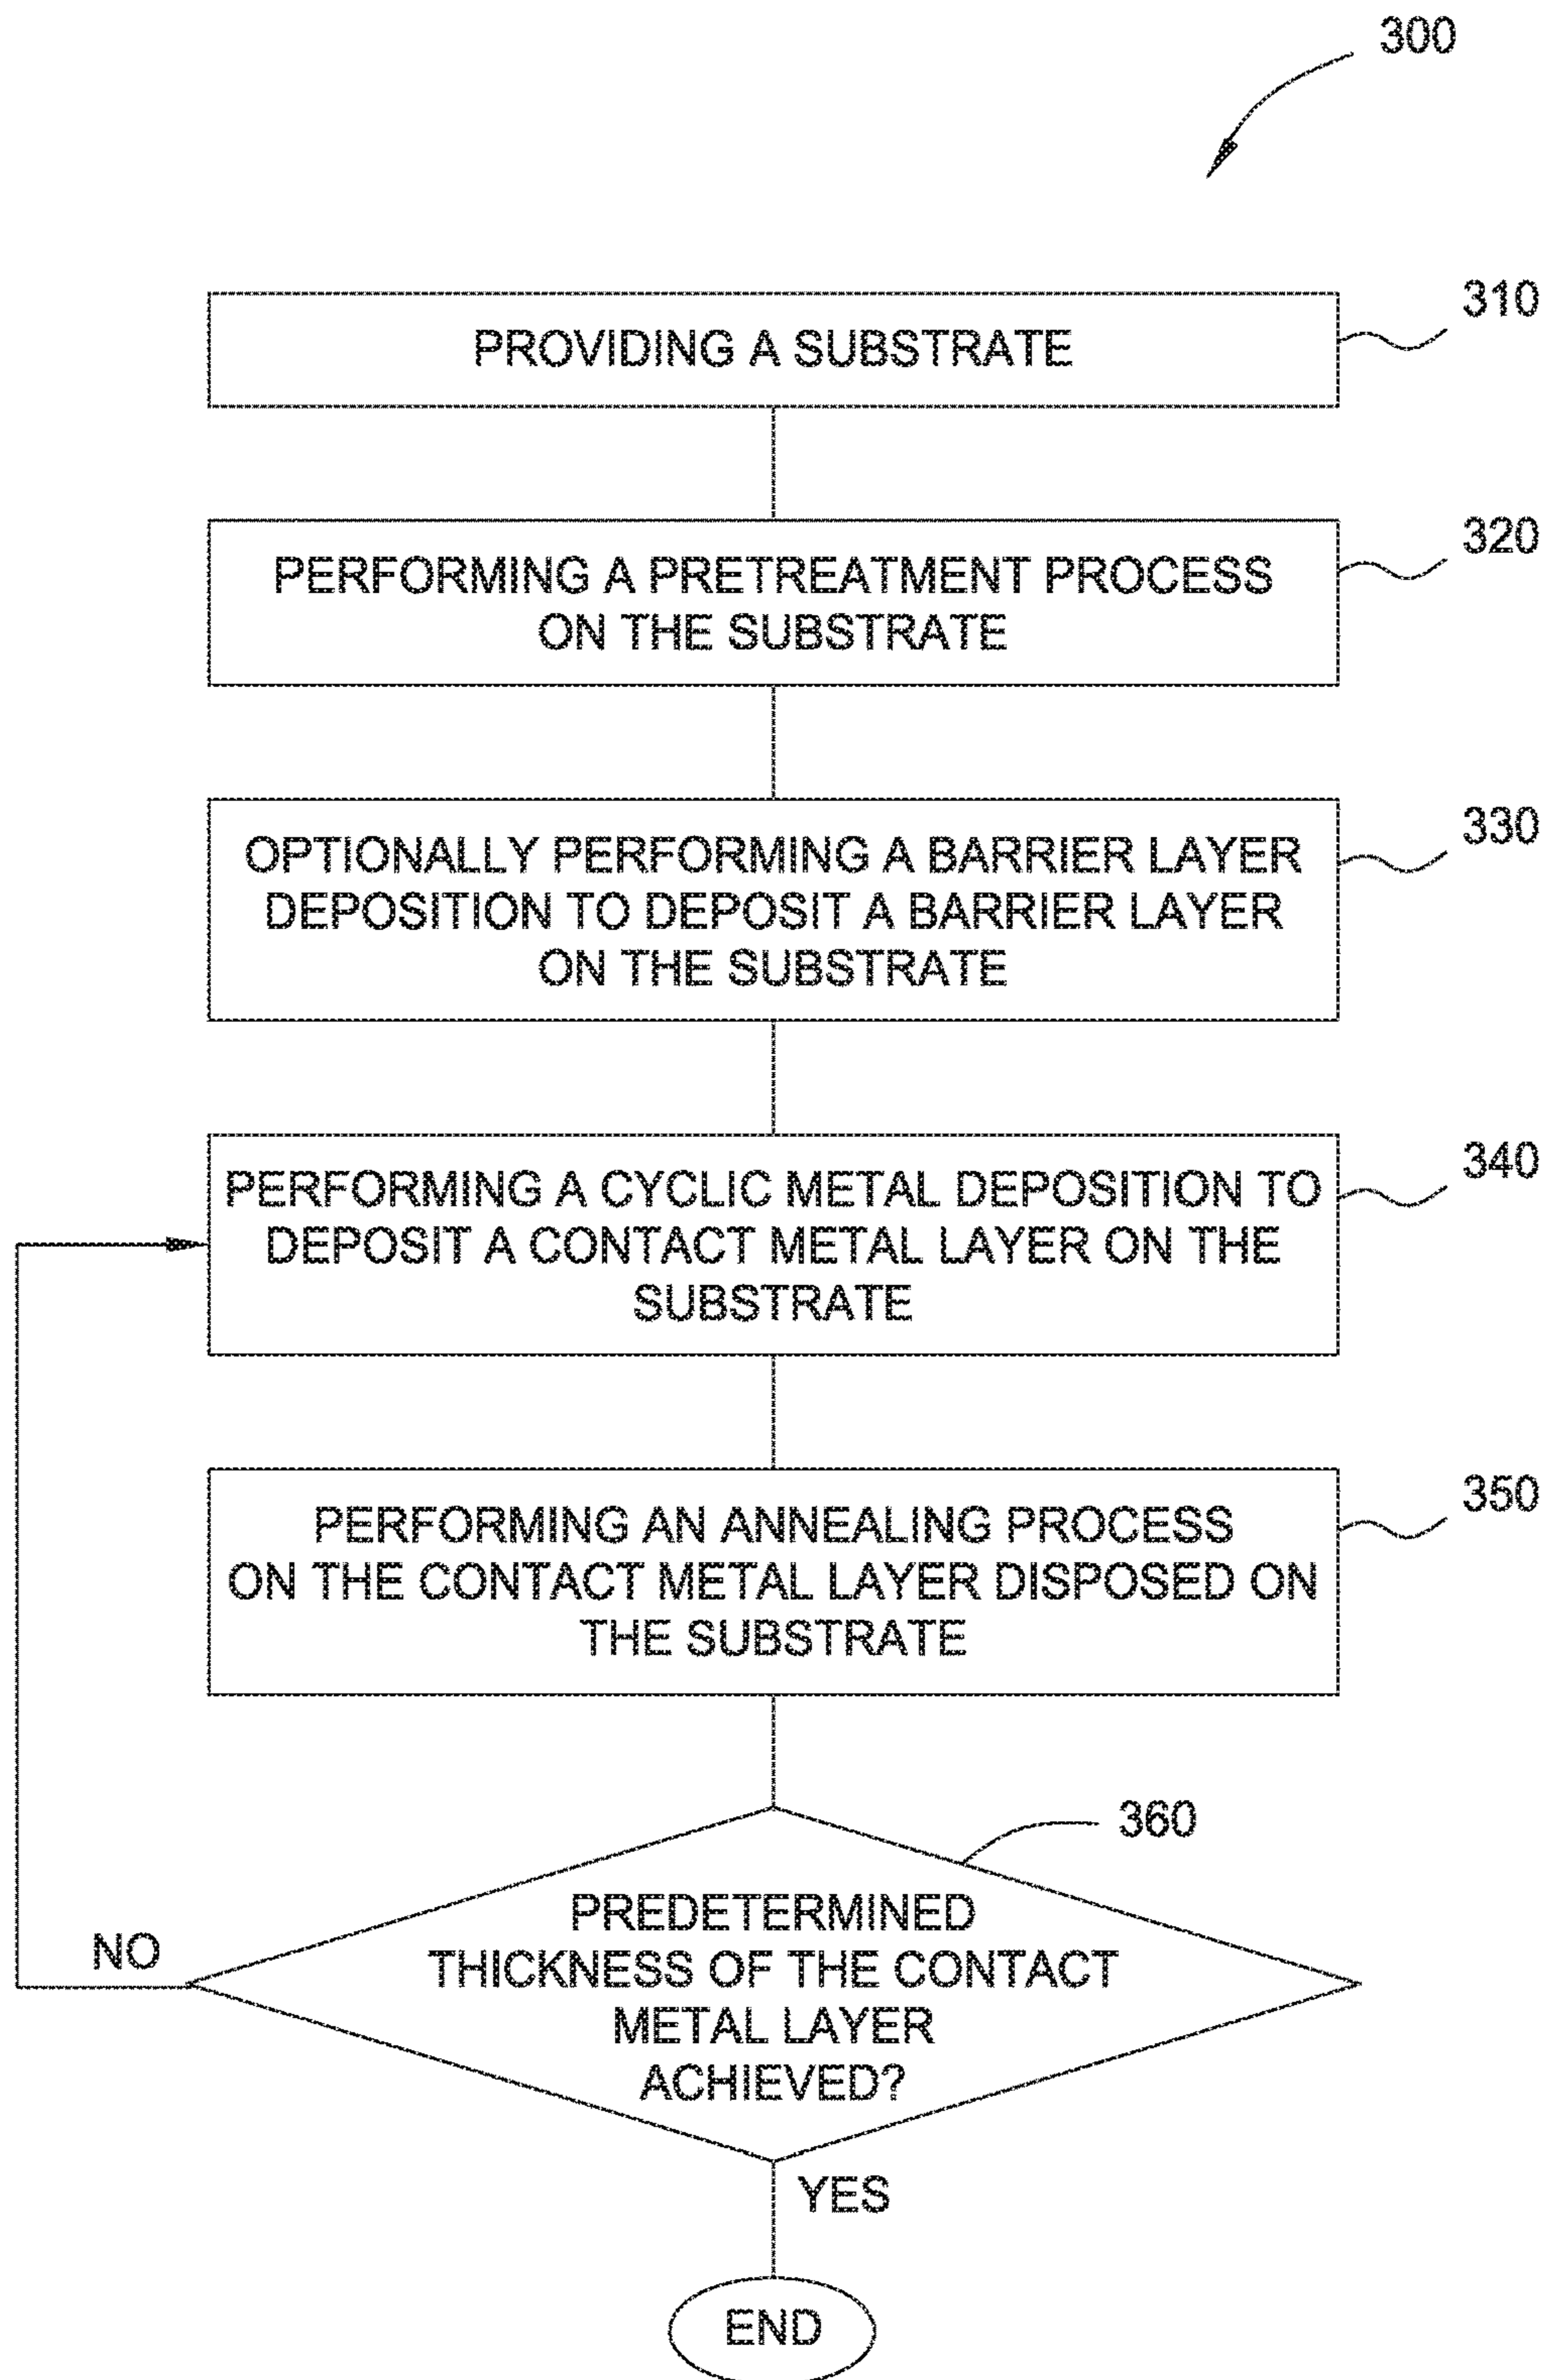 300
PROVIDING A SUBSTRATE
310
PERFORMING A PRETREATMENT PROCESS
ON THE SUBSTRATE
320
OPTIONALLY PERFORMING A BARRIER LAYER
DEPOSITION TO DEPOSIT A BARRIER LAYER
ON THE SUBSTRATE
330
PERFORMING A CYCLIC METAL DEPOSITION TO
DEPOSIT A CONTACT METAL LAYER ON THE
SUBSTRATE
340
PERFORMING AN ANNEALING PROCESS
ON THE CONTACT METAL LAYER DISPOSED ON
THE SUBSTRATE
350
360
PREDETERMINED
THICKNESS OF THE CONTACT
METAL LAYER
ACHIEVED?
NO
YES
END